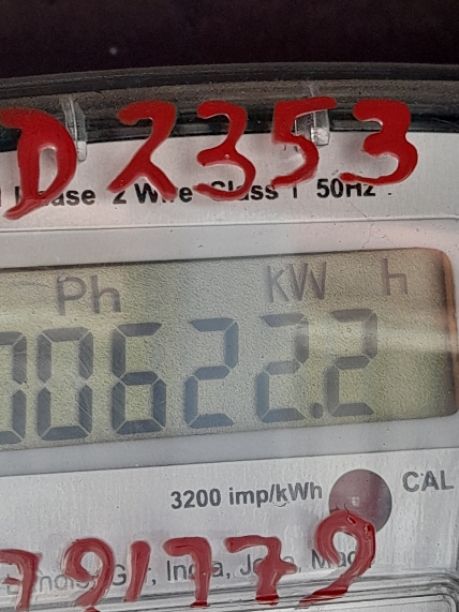 D2353
Phase 2 Wire Class 1 50Hz
Ph kW h
00622.2
3200 imp/kWh CAL
791779
India,